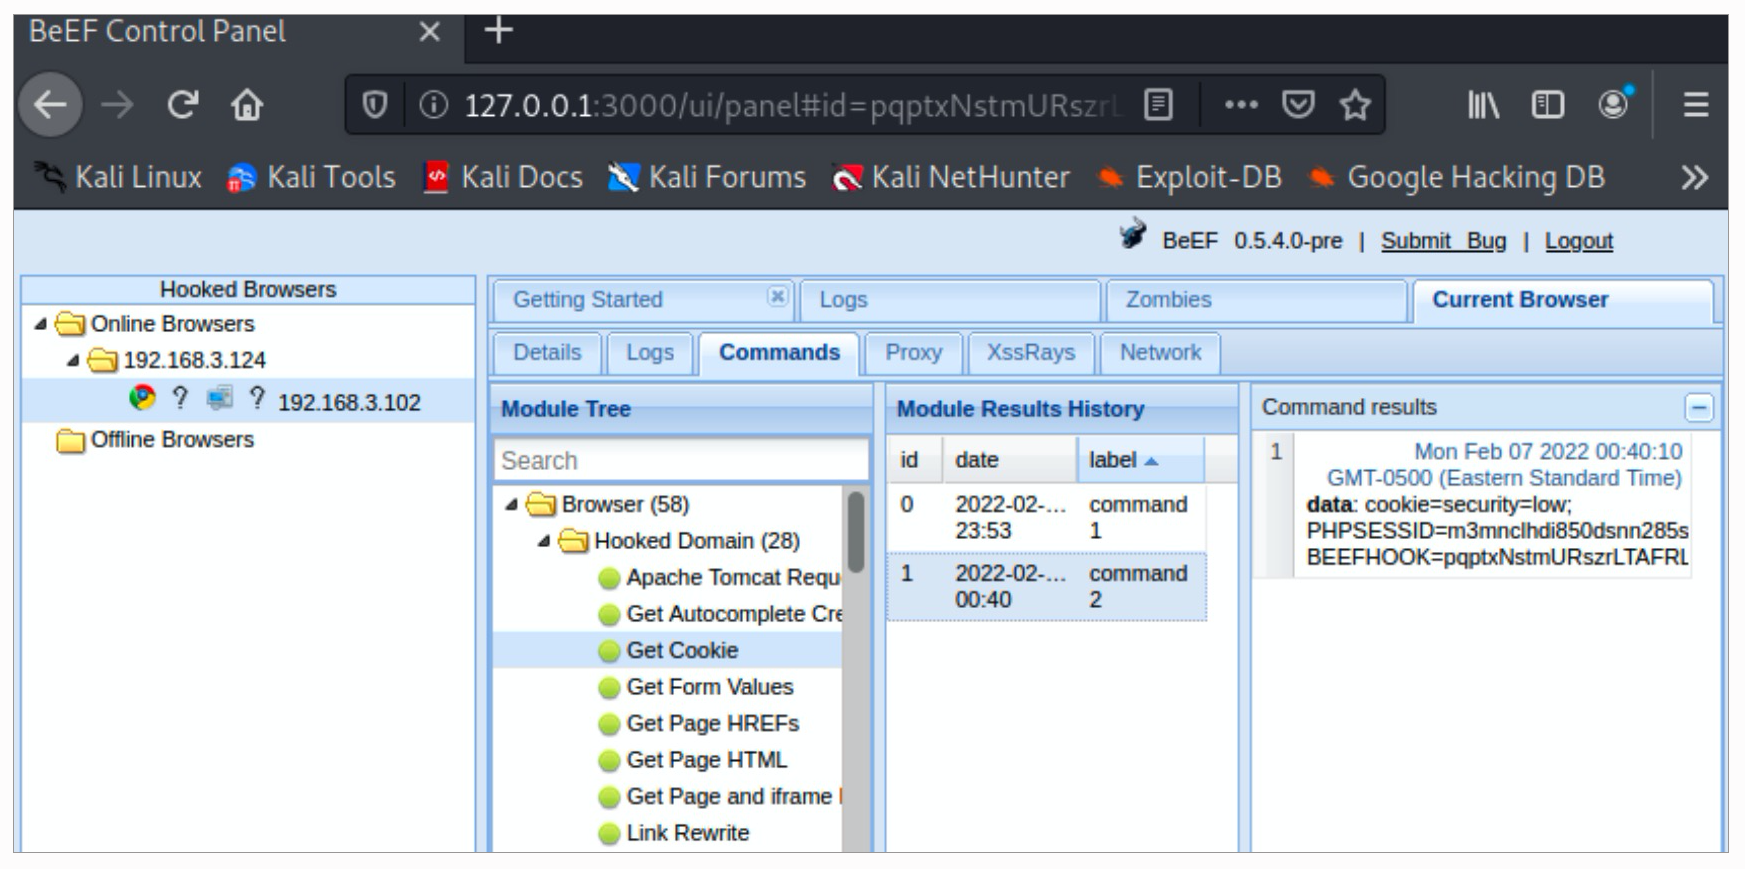 BeEF Control Panel
127.0.0.1:3000/ui/panel#id=pqptxNstmURszrL
Kali Linux Kali Tools Kali Docs Kali Forums Kali NetHunter Exploit-DB Google Hacking DB
BeEF 0.5.4.0-pre | Submit Bug | Logout
Hooked Browsers
Online Browsers
192.168.3.124
? ? 192.168.3.102
Offline Browsers
Getting Started Logs Zombies Current Browser
Details Logs Commands Proxy XssRays Network
Module Tree
Search
Browser (58)
Hooked Domain (28)
Apache Tomcat Requ
Get Autocomplete Cre
Get Cookie
Get Form Values
Get Page HREFs
Get Page HTML
Get Page and iframe
Link Rewrite
Module Results History
id date label
0 2022-02-... command
23:53 1
1 2022-02-... command
00:40 2
Command results
1 Mon Feb 07 2022 00:40:10
GMT-0500 (Eastern Standard Time)
data: cookie=security=low;
PHPSESSID=m3mnclhdi850dsnn285s
BEEFHOOK=pqptxNstmURszrLTAFRL